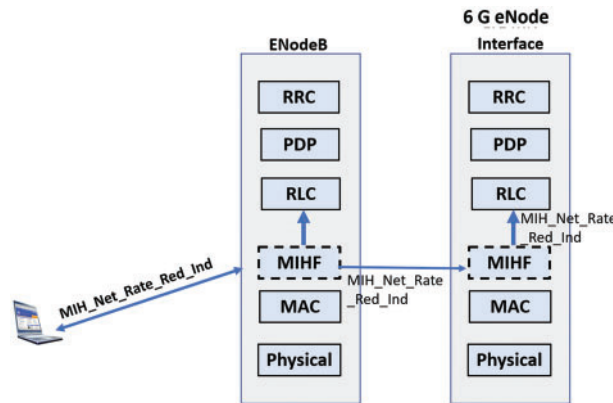 6 G eNode
ENodeB
Interface
RRC
RRC
PDP
PDP
RLC
RLC
MIH_Net_Rate
_Red_Ind
MIHF
MIHF
MIH_Net_Rate_Red_Ind
MIH_Net_Rate
_Red_Ind
MAC
MAC
Physical
Physical